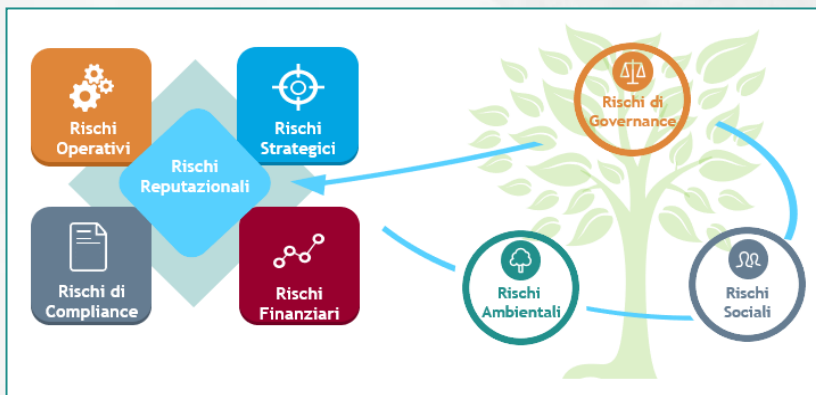 Rischi
Operativi
Rischi
Strategici
Rischi
Reputazionali
Rischi di
Compliance
Rischi
Finanziari
Rischi di
Governance
Rischi
Ambientali
Rischi
Sociali